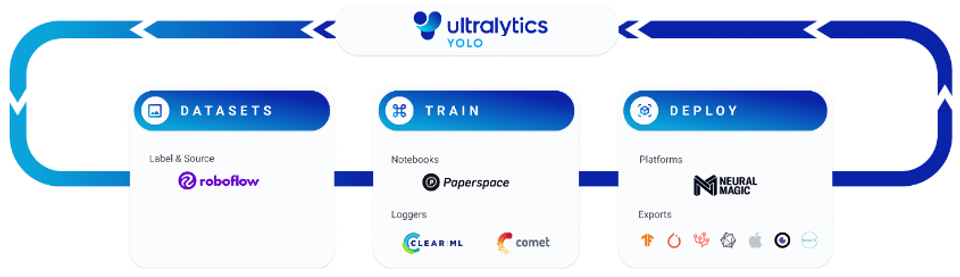 ultralytics
YOLO
DATASETS
Label & Source
roboflow
TRAIN
Notebooks
Paperspace
Loggers
CLEAR|ML
comet
DEPLOY
Platforms
NEURAL
MAGIC
Exports